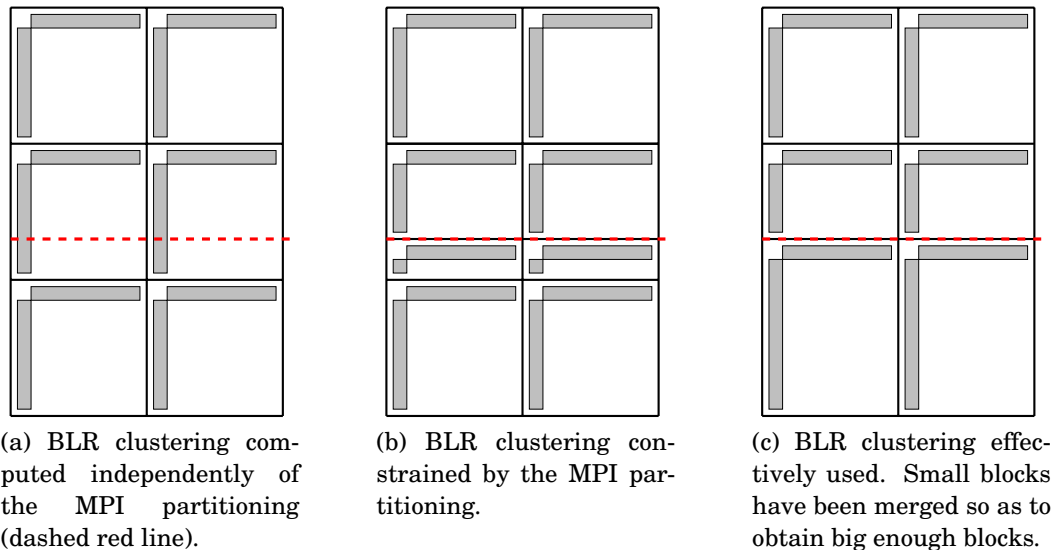 (a) BLR clustering com-
puted independently of
the MPI partitioning
(dashed red line).
(b) BLR clustering con-
strained by the MPI par-
titioning.
(c) BLR clustering effec-
tively used. Small blocks
have been merged so as to
obtain big enough blocks.